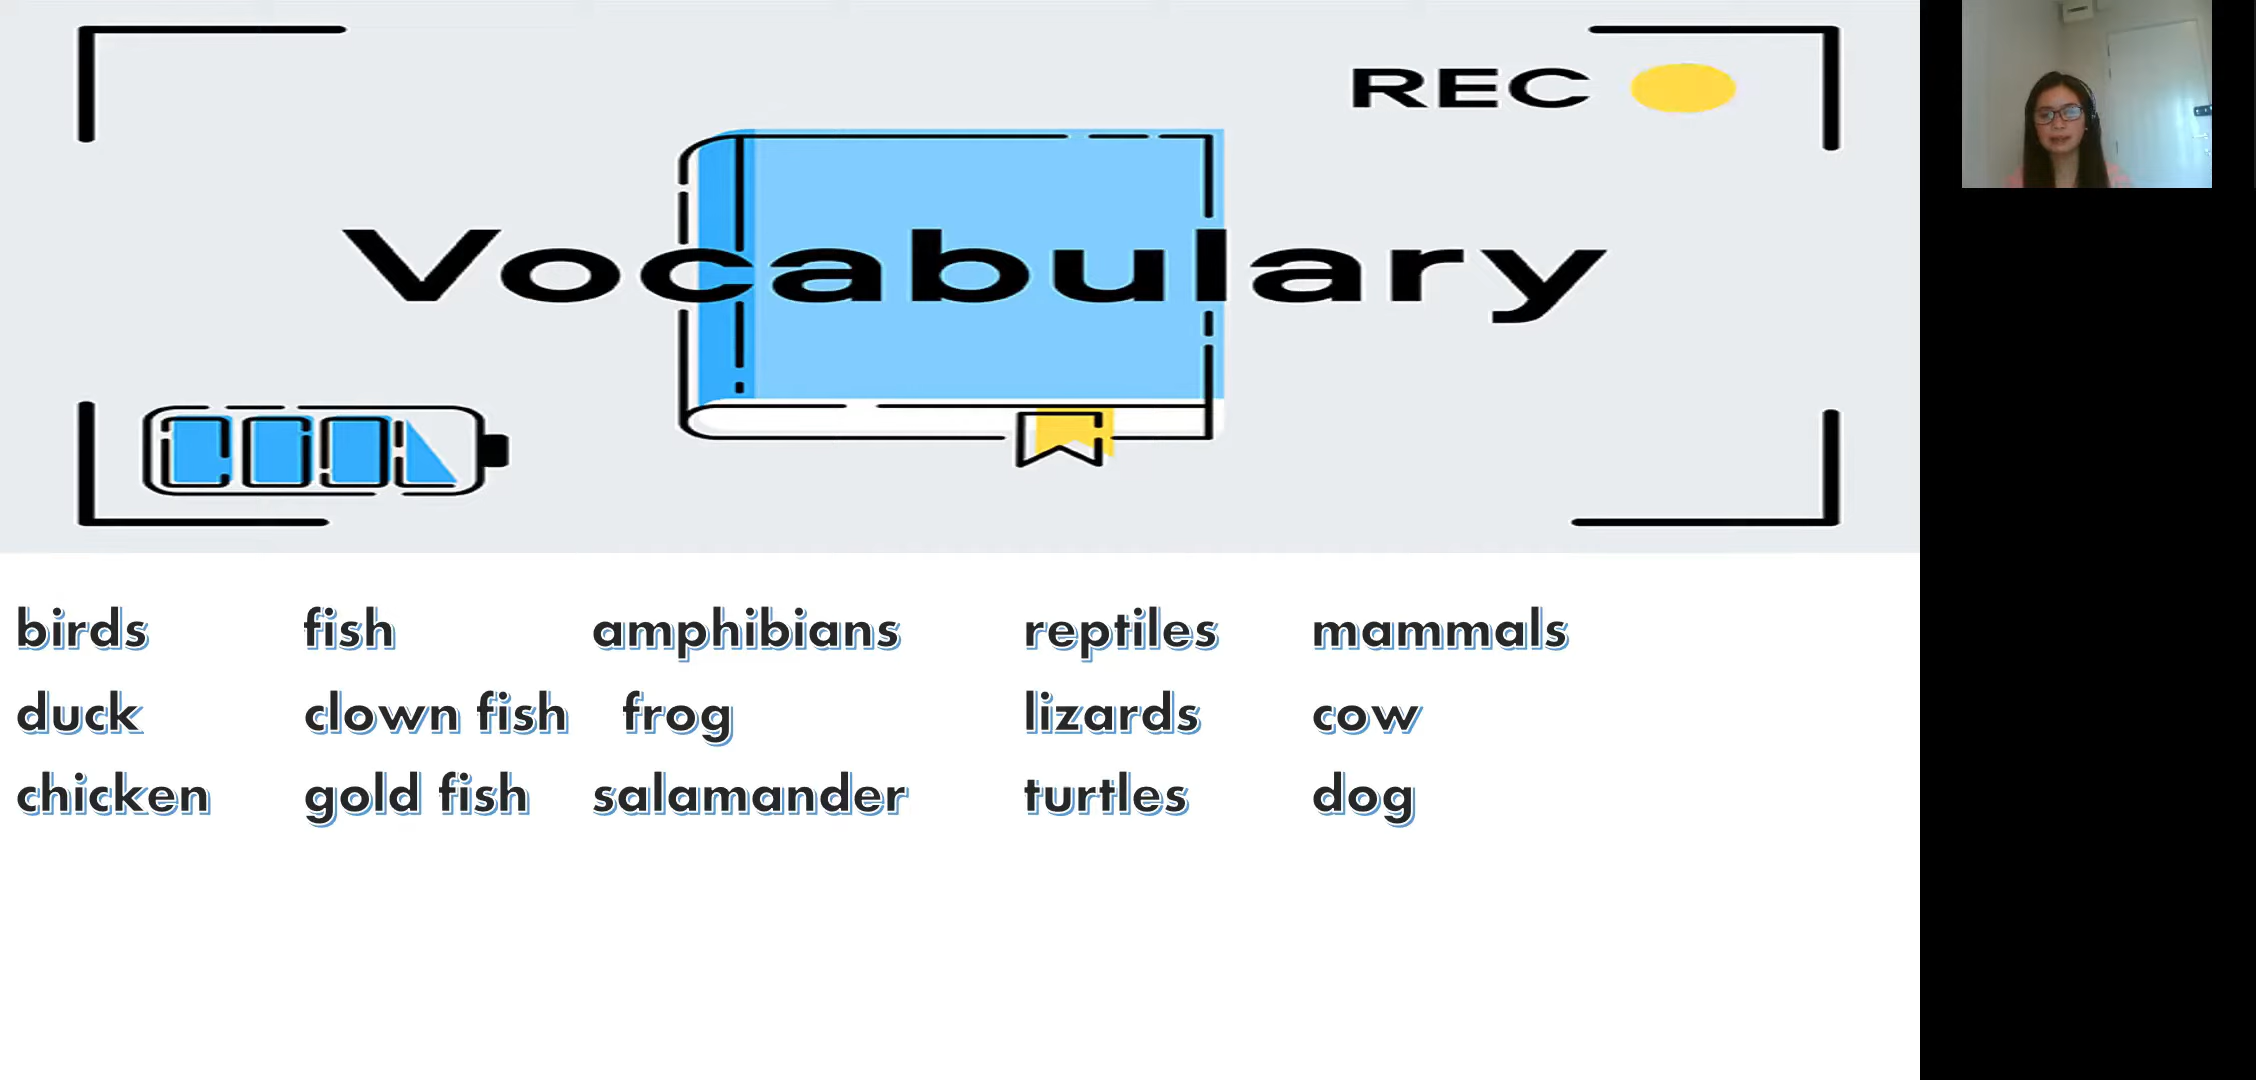 REC
Vocabulary
birds fish amphibians reptiles mammals
duck clown fish frog lizards cow
chicken gold fish salamander turtles dog